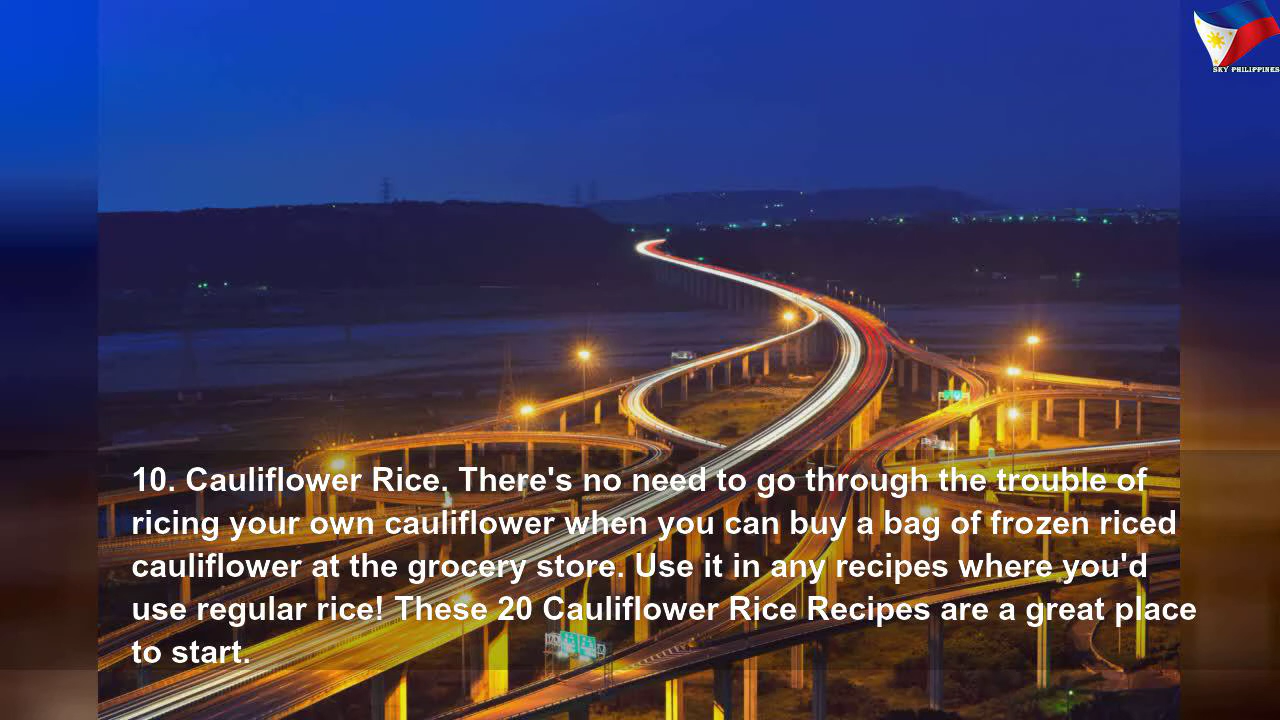 SKY PHILIPPINES
10. Cauliflower Rice. There's no need to go through the trouble of
ricing your own cauliflower when you can buy a bag of frozen riced
cauliflower at the grocery store. Use it in any recipes where you'd
use regular rice! These 20 Cauliflower Rice Recipes are a great place
to start.